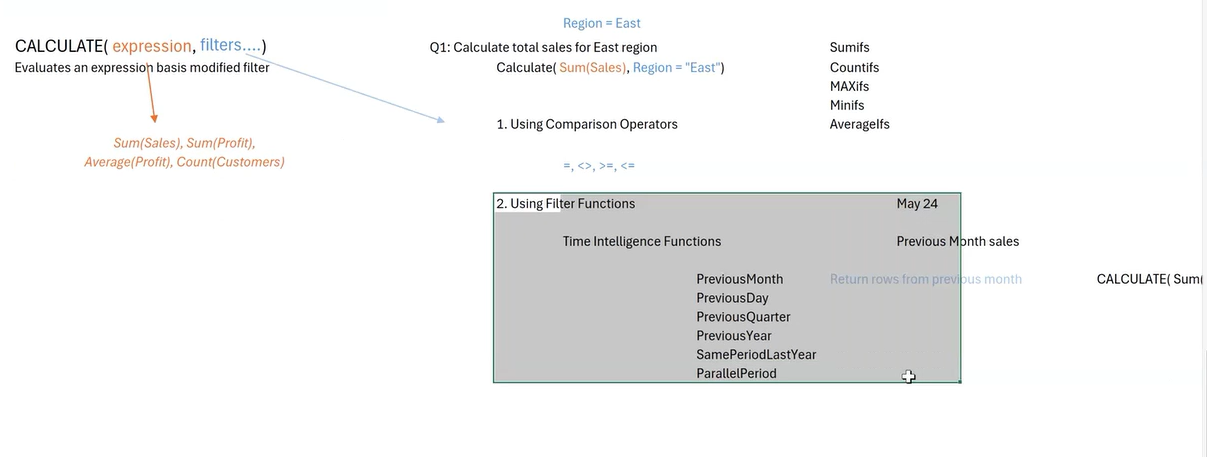 Region = East
CALCULATE( expression, filters....)
Q1: Calculate total sales for East region
Sumifs
Evaluates an expression basis modified filter
Calculate( Sum(Sales), Region = "East")
Countifs
MAXifs
Minifs
1. Using Comparison Operators
AverageIfs
Sum(Sales), Sum(Profit),
Average(Profit), Count(Customers)
=, <>, >=, <=
2. Using Filter Functions
May 24
Time Intelligence Functions
Previous Month sales
PreviousMonth
Return rows from previous month
CALCULATE( Sum(
PreviousDay
PreviousQuarter
PreviousYear
SamePeriodLastYear
ParallelPeriod